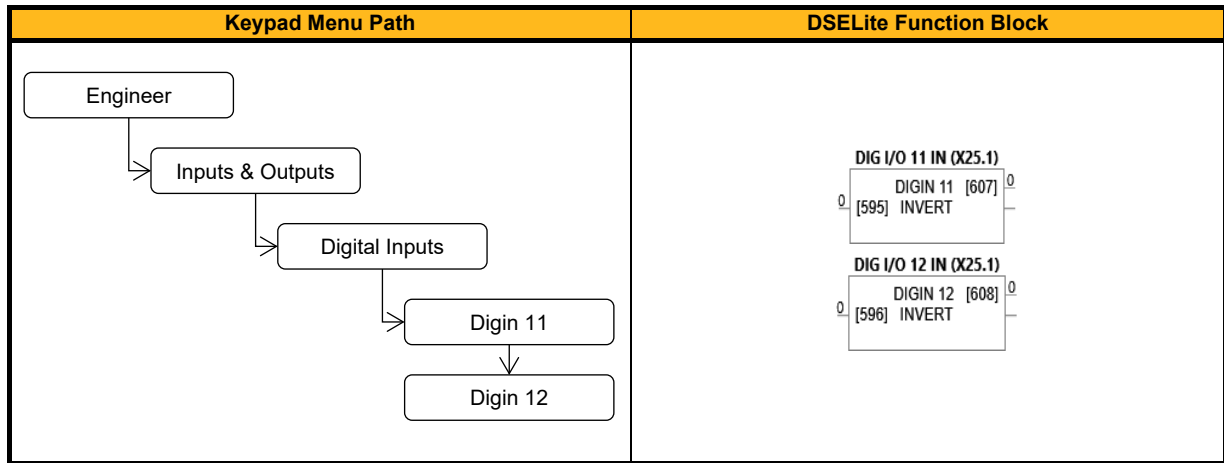 Keypad Menu Path
DSELite Function Block
Engineer
Inputs & Outputs
Digital Inputs
Digin 11
Digin 12
DIG I/O 11 IN (X25.1)
DIGIN 11 [607] 0
0 [595] INVERT
DIG I/O 12 IN (X25.1)
DIGIN 12 [608] 0
0 [596] INVERT